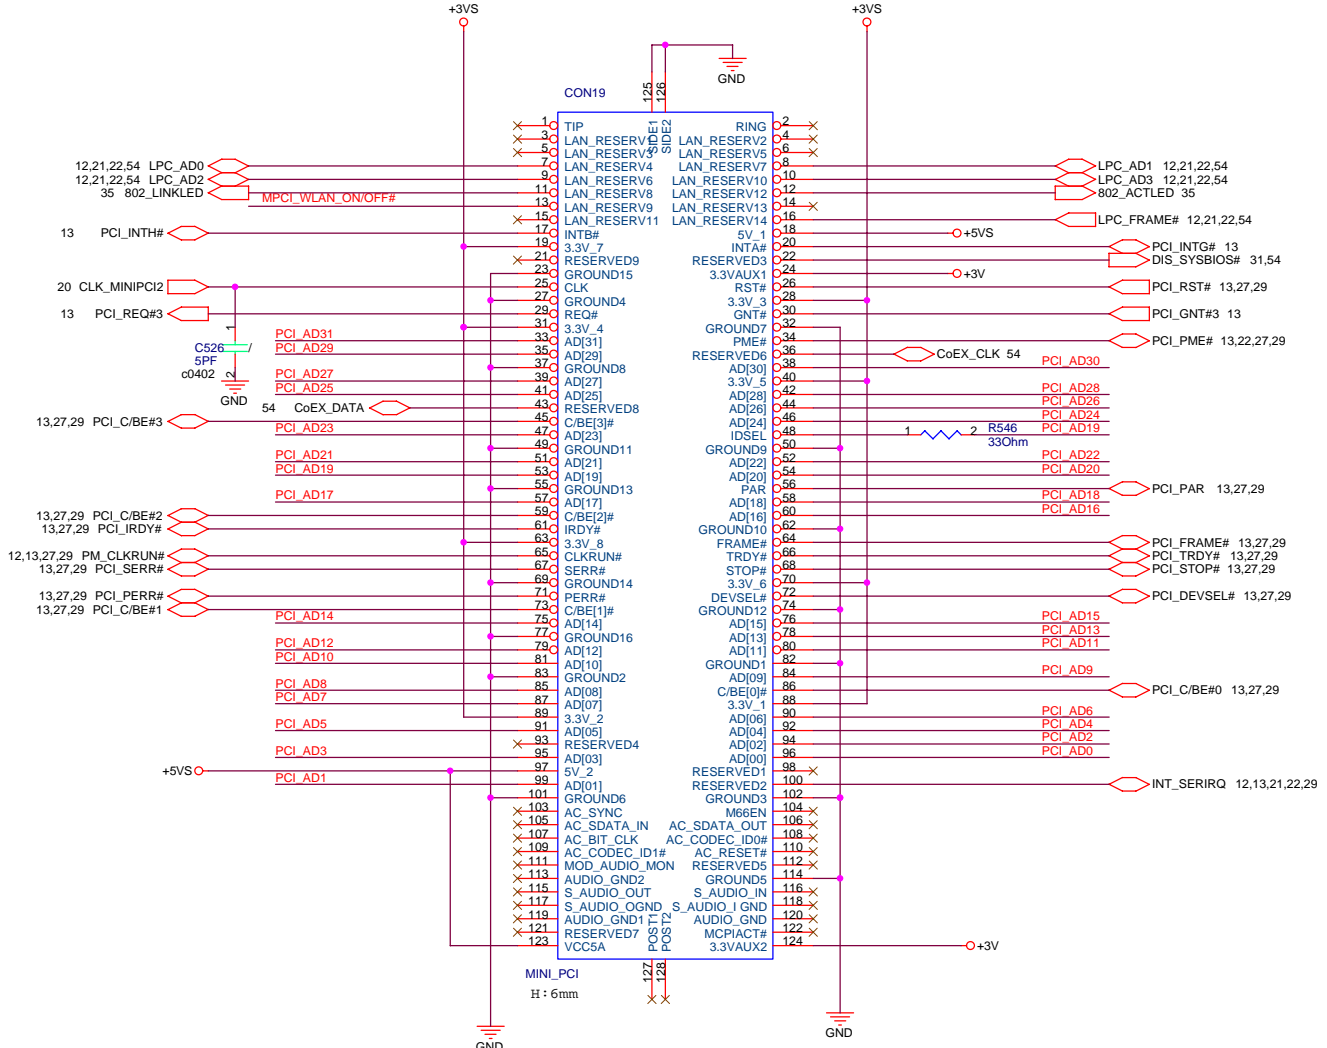 +3VS
+3VS
GND
125
126
CON19
SIDE1
SIDE2
1 TIP
RING 2
3 LAN_RESERV1
LAN_RESERV2 4
5 LAN_RESERV3
LAN_RESERV5 6
12,21,22,54 LPC_AD0 7 LAN_RESERV4
LAN_RESERV7 8 LPC_AD1 12,21,22,54
12,21,22,54 LPC_AD2 9 LAN_RESERV6
LAN_RESERV10 10 LPC_AD3 12,21,22,54
35 802_LINKLED 11 LAN_RESERV8
LAN_RESERV12 12 802_ACTLED 35
MPCI_WLAN_ON/OFF# 13 LAN_RESERV9
LAN_RESERV13 14
15 LAN_RESERV11
LAN_RESERV14 16 LPC_FRAME# 12,21,22,54
13 PCI_INTH# 17 INTB#
5V_1 18 +5VS
19 3.3V_7
INTA# 20 PCI_INTG# 13
21 RESERVED9
RESERVED3 22 DIS_SYSBIOS# 31,54
23 GROUND15
3.3VAUX1 24 +3V
20 CLK_MINIPCI2 25 CLK
RST# 26 PCI_RST# 13,27,29
27 GROUND4
3.3V_3 28
13 PCI_REQ#3 29 REQ#
GNT# 30 PCI_GNT#3 13
31 3.3V_4
GROUND7 32
PCI_AD31 33 AD[31]
PME# 34 PCI_PME# 13,22,27,29
PCI_AD29 35 AD[29]
RESERVED6 36 CoEX_CLK 54
37 GROUND8
AD[30] 38 PCI_AD30
1
C526
5PF
c0402
2
GND
PCI_AD27 39 AD[27]
3.3V_5 40
PCI_AD25 41 AD[25]
AD[28] 42 PCI_AD28
54 CoEX_DATA 43 RESERVED8
AD[26] 44 PCI_AD26
13,27,29 PCI_C/BE#3 45 C/BE[3]#
AD[24] 46 PCI_AD24
PCI_AD23 47 AD[23]
IDSEL 48 1 2 R546 PCI_AD19
33Ohm
49 GROUND11
GROUND9 50
PCI_AD21 51 AD[21]
AD[22] 52 PCI_AD22
PCI_AD19 53 AD[19]
AD[20] 54 PCI_AD20
55 GROUND13
PAR 56 PCI_PAR 13,27,29
PCI_AD17 57 AD[17]
AD[18] 58 PCI_AD18
13,27,29 PCI_C/BE#2 59 C/BE[2]#
AD[16] 60 PCI_AD16
13,27,29 PCI_IRDY# 61 IRDY#
GROUND10 62
63 3.3V_8
FRAME# 64 PCI_FRAME# 13,27,29
12,13,27,29 PM_CLKRUN# 65 CLKRUN#
TRDY# 66 PCI_TRDY# 13,27,29
13,27,29 PCI_SERR# 67 SERR#
STOP# 68 PCI_STOP# 13,27,29
69 GROUND14
3.3V_6 70
13,27,29 PCI_PERR# 71 PERR#
DEVSEL# 72 PCI_DEVSEL# 13,27,29
13,27,29 PCI_C/BE#1 73 C/BE[1]#
GROUND12 74
PCI_AD14 75 AD[14]
AD[15] 76 PCI_AD15
77 GROUND16
AD[13] 78 PCI_AD13
PCI_AD12 79 AD[12]
AD[11] 80 PCI_AD11
PCI_AD10 81 AD[10]
GROUND1 82
83 GROUND2
AD[09] 84 PCI_AD9
PCI_AD8 85 AD[08]
C/BE[0]# 86 PCI_C/BE#0 13,27,29
PCI_AD7 87 AD[07]
3.3V_1 88
89 3.3V_2
AD[06] 90 PCI_AD6
PCI_AD5 91 AD[05]
AD[04] 92 PCI_AD4
93 RESERVED4
AD[02] 94 PCI_AD2
PCI_AD3 95 AD[03]
AD[00] 96 PCI_AD0
+5VS 97 5V_2
RESERVED1 98
PCI_AD1 99 AD[01]
RESERVED2 100 INT_SERIRQ 12,13,21,22,29
101 GROUND6
GROUND3 102
103 AC_SYNC
M66EN 104
105 AC_SDATA_IN
AC_SDATA_OUT 106
107 AC_BIT_CLK
AC_CODEC_ID0# 108
109 AC_CODEC_ID1#
AC_RESET# 110
111 MOD_AUDIO_MON
RESERVED5 112
113 AUDIO_GND2
GROUND5 114
115 S_AUDIO_OUT
S_AUDIO_IN 116
117 S_AUDIO_OGND
S_AUDIO_I GND 118
119 AUDIO_GND1
AUDIO_GND 120
121 RESERVED7
MCPIACT# 122
123 VCC5A
3.3VAUX2 124 +3V
POST1
POST2
127
128
MINI_PCI
H:6mm
GND
GND